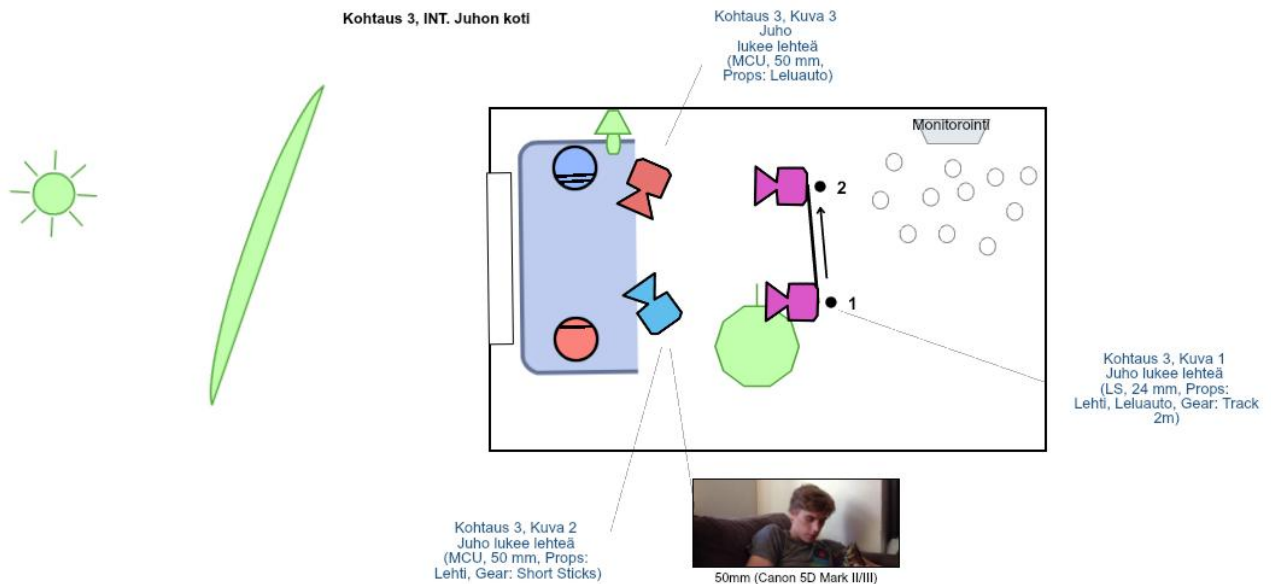 Kohtaus 3, INT. Juhon koti
Kohtaus 3, Kuva 3
Juho
lukee lehteä
(MCU, 50 mm,
Props: Leluauto)
Monitorointi
2
1
Kohtaus 3, Kuva 1
Juho lukee lehteä
(LS, 24 mm, Props:
Lehti, Leluauto, Gear: Track
2m)
Kohtaus 3, Kuva 2
Juho lukee lehteä
(MCU, 50 mm, Props:
Lehti, Gear: Short Sticks)
50mm (Canon 5D Mark II/III)